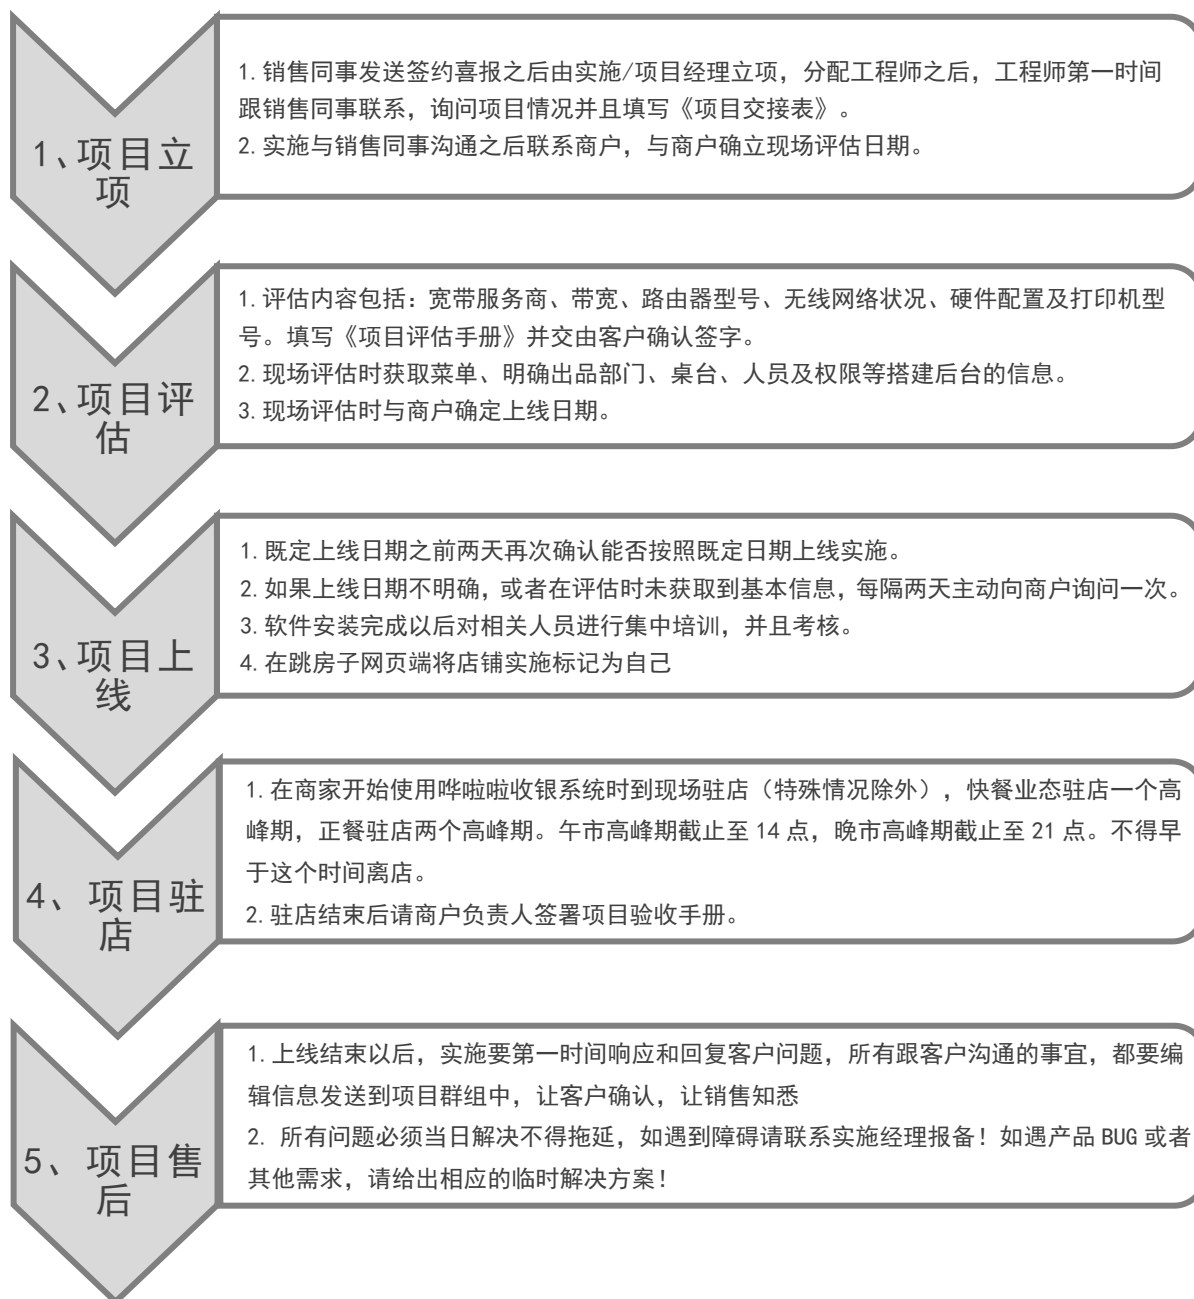 1、项目立
项
1. 销售同事发送签约喜报之后由实施/项目经理立项，分配工程师之后，工程师第一时间
跟销售同事联系，询问项目情况并且填写《项目交接表》。
2. 实施与销售同事沟通之后联系商户，与商户确立现场评估日期。
2、项目评
估
1. 评估内容包括：宽带服务商、带宽、路由器型号、无线网络状况、硬件配置及打印机型
号。填写《项目评估手册》并交由客户确认签字。
2. 现场评估时获取菜单、明确出品部门、桌台、人员及权限等搭建后台的信息。
3. 现场评估时与商户确定上线日期。
3、项目上
线
1. 既定上线日期之前两天再次确认能否按照既定日期上线实施。
2. 如果上线日期不明确，或者在评估时未获取到基本信息，每隔两天主动向商户询问一次。
3. 软件安装完成以后对相关人员进行集中培训，并且考核。
4. 在跳房子网页端将店铺实施标记为自己
4、项目驻
店
1. 在商家开始使用哗啦啦收银系统时到现场驻店（特殊情况除外），快餐业态驻店一个高
峰期，正餐驻店两个高峰期。午市高峰期截止至 14 点，晚市高峰期截止至 21 点。不得早
于这个时间离店。
2. 驻店结束后请商户负责人签署项目验收手册。
5、项目售
后
1. 上线结束以后，实施要第一时间响应和回复客户问题，所有跟客户沟通的事宜，都要编
辑信息发送到项目群组中，让客户确认，让销售知悉
2. 所有问题必须当日解决不得拖延，如遇到障碍请联系实施经理报备！如遇产品 BUG 或者
其他需求，请给出相应的临时解决方案！